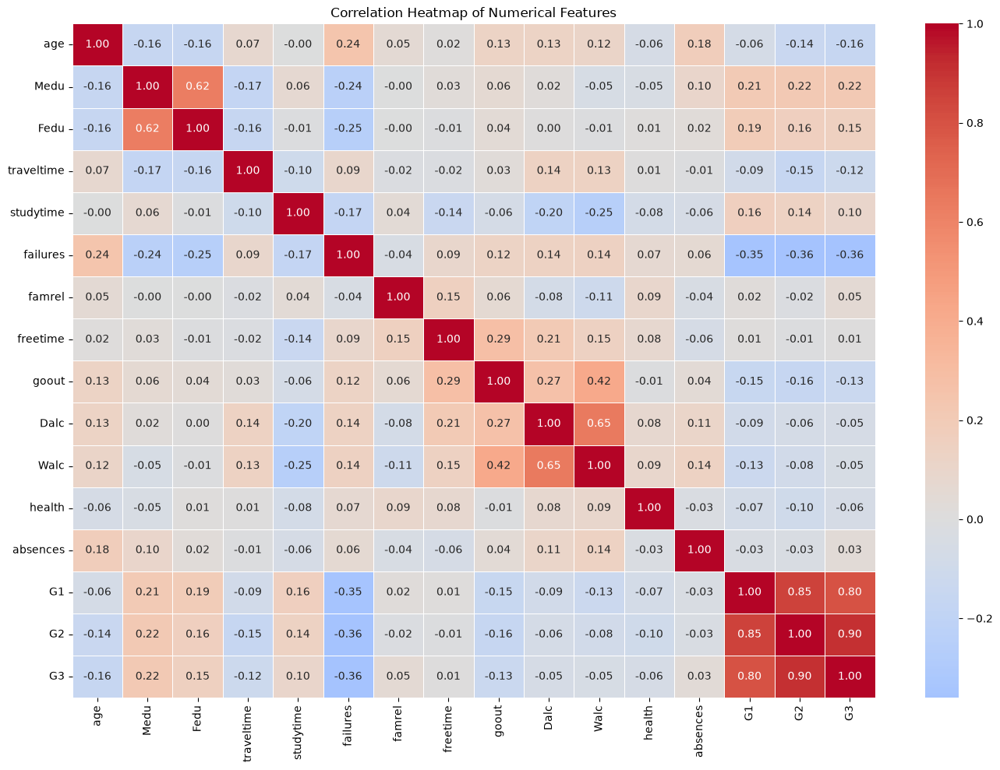 Correlation Heatmap of Numerical Features
age 1.00 -0.16 -0.16 0.07 -0.00 0.24 0.05 0.02 0.13 0.13 0.12 -0.06 0.18 -0.06 -0.14 -0.16
Medu -0.16 1.00 0.62 -0.17 0.06 -0.24 -0.00 0.03 0.06 0.02 -0.05 -0.05 0.10 0.21 0.22 0.22
Fedu -0.16 0.62 1.00 -0.16 -0.01 -0.25 -0.00 -0.01 0.04 0.00 -0.01 0.01 0.02 0.19 0.16 0.15
traveltime 0.07 -0.17 -0.16 1.00 -0.10 0.09 -0.02 -0.02 0.03 0.14 0.13 0.01 -0.01 -0.09 -0.15 -0.12
studytime -0.00 0.06 -0.01 -0.10 1.00 -0.17 0.04 -0.14 -0.06 -0.20 -0.25 -0.08 -0.06 0.16 0.14 0.10
failures 0.24 -0.24 -0.25 0.09 -0.17 1.00 -0.04 0.09 0.12 0.14 0.14 0.07 0.06 -0.35 -0.36 -0.36
famrel 0.05 -0.00 -0.00 -0.02 0.04 -0.04 1.00 0.15 0.06 -0.08 -0.11 0.09 -0.04 0.02 -0.02 0.05
freetime 0.02 0.03 -0.01 -0.02 -0.14 0.09 0.15 1.00 0.29 0.21 0.15 0.08 -0.06 0.01 -0.01 0.01
goout 0.13 0.06 0.04 0.03 -0.06 0.12 0.06 0.29 1.00 0.27 0.42 -0.01 0.04 -0.15 -0.16 -0.13
Dalc 0.13 0.02 0.00 0.14 -0.20 0.14 -0.08 0.21 0.27 1.00 0.65 0.08 0.11 -0.09 -0.06 -0.05
Walc 0.12 -0.05 -0.01 0.13 -0.25 0.14 -0.11 0.15 0.42 0.65 1.00 0.09 0.14 -0.13 -0.08 -0.05
health -0.06 -0.05 0.01 0.01 -0.08 0.07 0.09 0.08 -0.01 0.08 0.09 1.00 -0.03 -0.07 -0.10 -0.06
absences 0.18 0.10 0.02 -0.01 -0.06 0.06 -0.04 -0.06 0.04 0.11 0.14 -0.03 1.00 -0.03 -0.03 0.03
G1 -0.06 0.21 0.19 -0.09 0.16 -0.35 0.02 0.01 -0.15 -0.09 -0.13 -0.07 -0.03 1.00 0.85 0.80
G2 -0.14 0.22 0.16 -0.15 0.14 -0.36 -0.02 -0.01 -0.16 -0.06 -0.08 -0.10 -0.03 0.85 1.00 0.90
G3 -0.16 0.22 0.15 -0.12 0.10 -0.36 0.05 0.01 -0.13 -0.05 -0.05 -0.06 0.03 0.80 0.90 1.00
age Medu Fedu traveltime studytime failures famrel freetime goout Dalc Walc health absences G1 G2 G3
1.0
0.8
0.6
0.4
0.2
0.0
−0.2